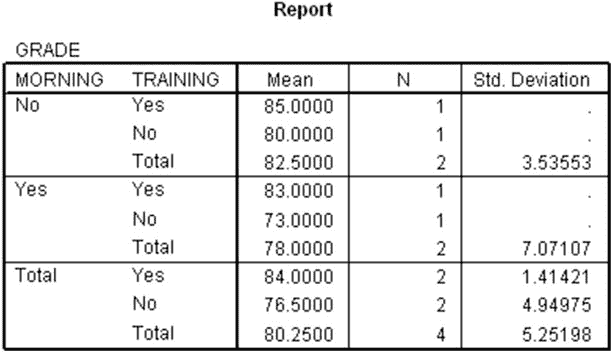 Report
GRADE
MORNING TRAINING Mean N Std. Deviation
No Yes 85.0000 1 .
No 80.0000 1 .
Total 82.5000 2 3.53553
Yes Yes 83.0000 1 .
No 73.0000 1 .
Total 78.0000 2 7.07107
Total Yes 84.0000 2 1.41421
No 76.5000 2 4.94975
Total 80.2500 4 5.25198